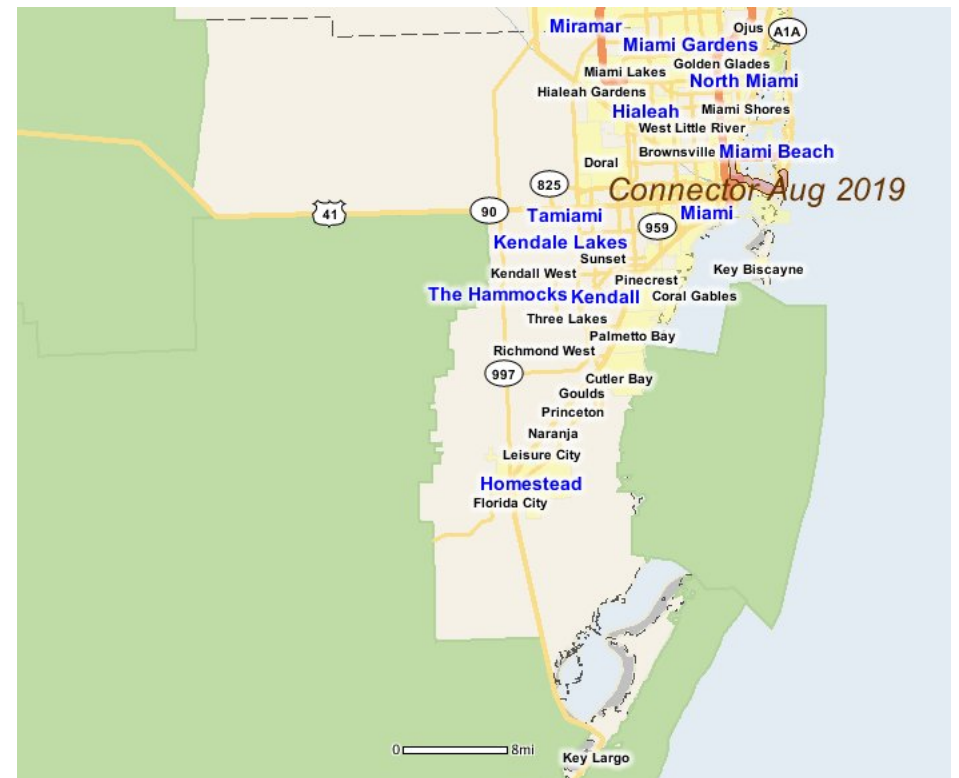 Miramar
Ojus
A1A
Miami Gardens
Golden Glades
Miami Lakes
North Miami
Hialeah Gardens
Hialeah
Miami Shores
West Little River
Brownsville
Miami Beach
Doral
825
Connector Aug 2019
41
90
Tamiami
Miami
959
Kendale Lakes
Sunset
Kendall West
Key Biscayne
Pinecrest
The Hammocks
Kendall
Coral Gables
Three Lakes
Palmetto Bay
Richmond West
997
Cutler Bay
Goulds
Princeton
Naranja
Leisure City
Homestead
Florida City
0
8mi
Key Largo